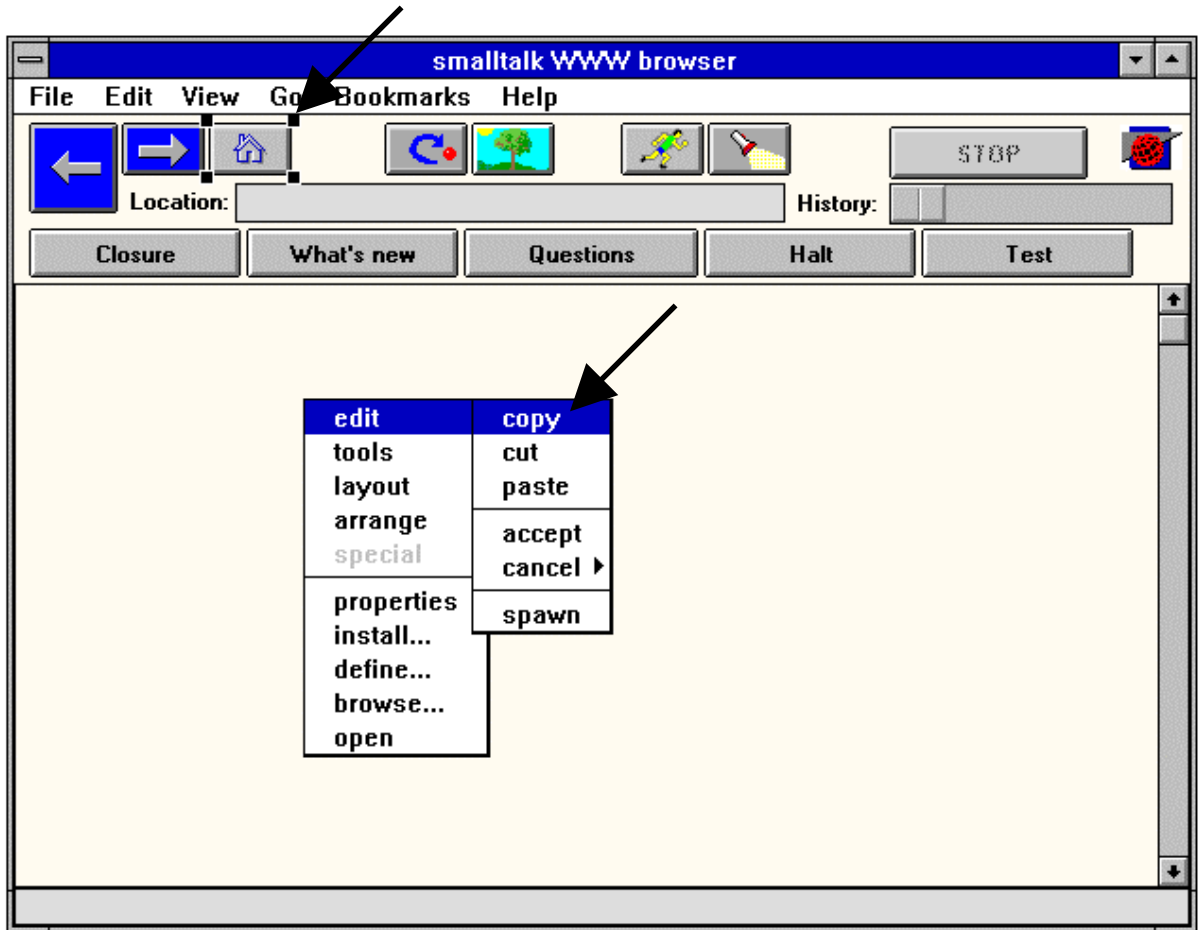 smalltalk WWW browser
File Edit View Go Bookmarks Help
STOP
Location: History:
Closure What's new Questions Halt Test
edit copy
tools cut
layout paste
arrange accept
special cancel
properties spawn
install...
define...
browse...
open